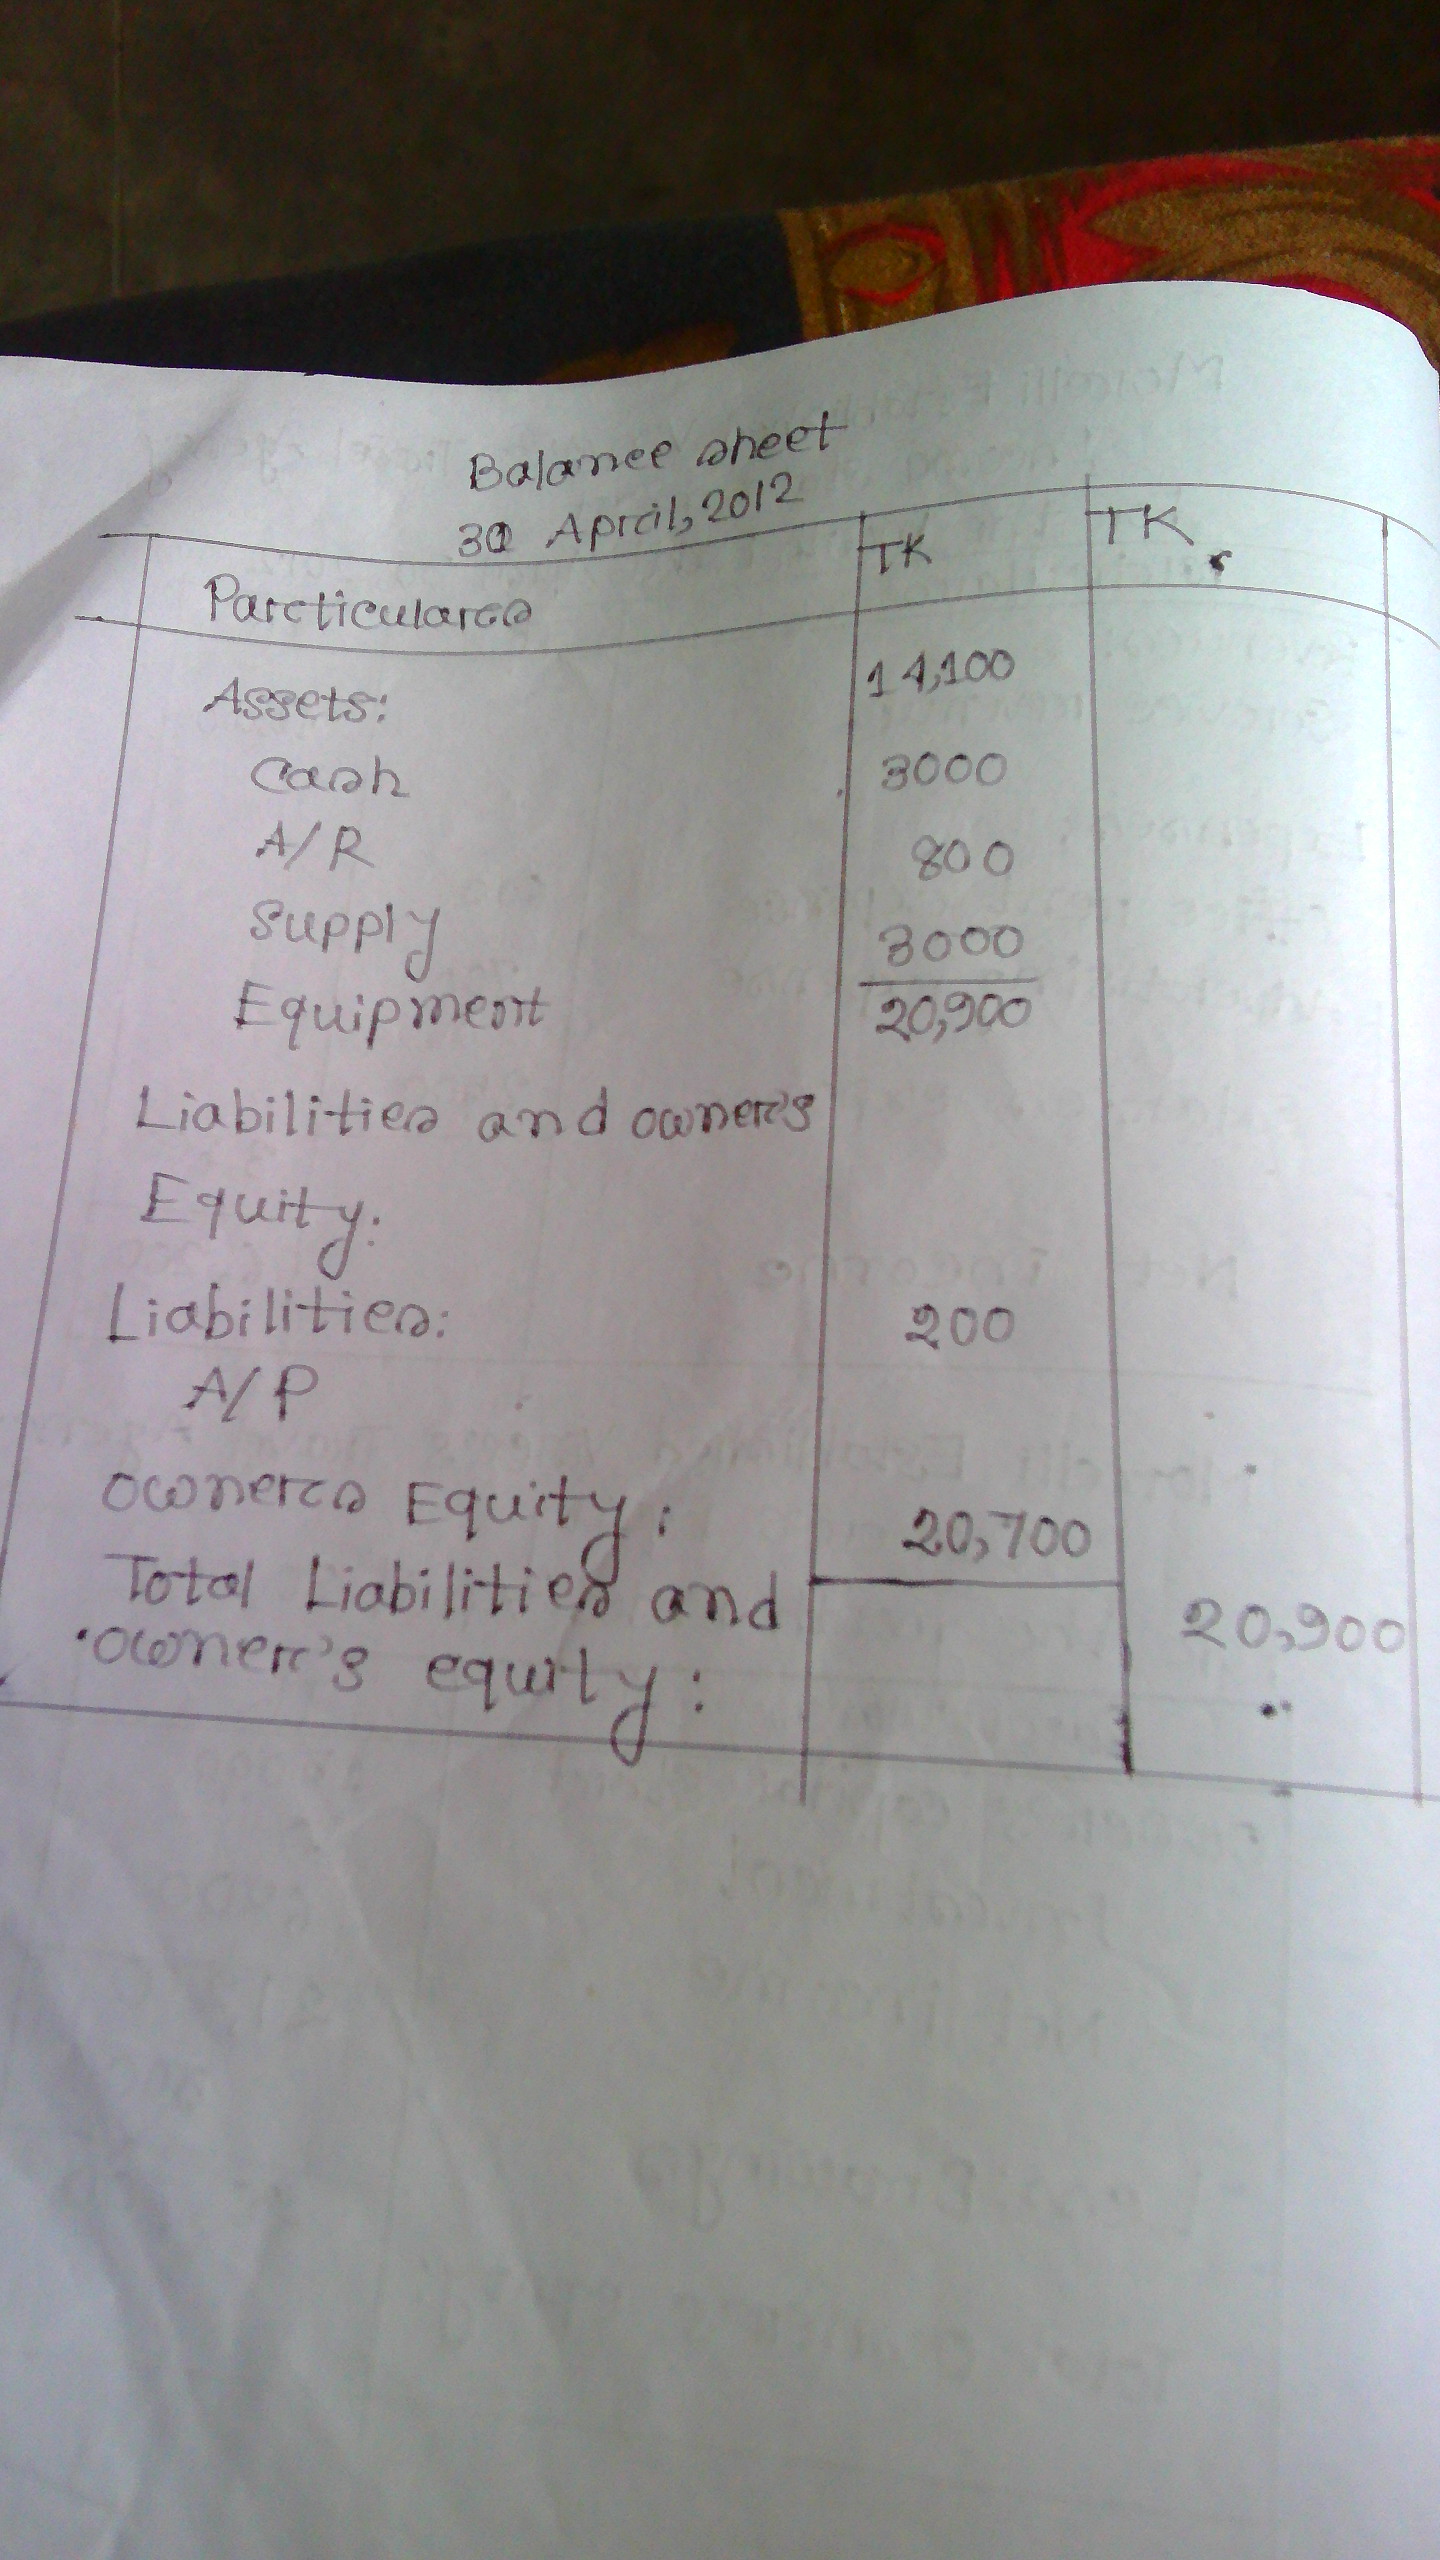 Balance sheet
30 April, 2012
Particulars TK TK.
Assets: 14,100
Cash 3000
A/R 800
Supply 3000
Equipment 20,900
Liabilities and owner's
Equity:
Liabilities: 200
A/P
owners Equity: 20,700
Total Liabilities and 20,900
owner's equity: